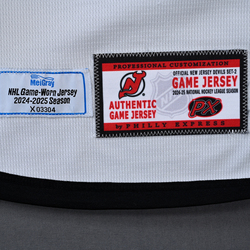 MeiGray
NHL Game-Worn Jersey
2024-2025 Season
X03304
PROFESSIONAL CUSTOMIZATION
OFFICIAL NEW JERSEY DEVILS SET-2
GAME JERSEY
2024-25 NATIONAL HOCKEY LEAGUE SEASON
AUTHENTIC
GAME JERSEY
PX
by PHILLY EXPRESS